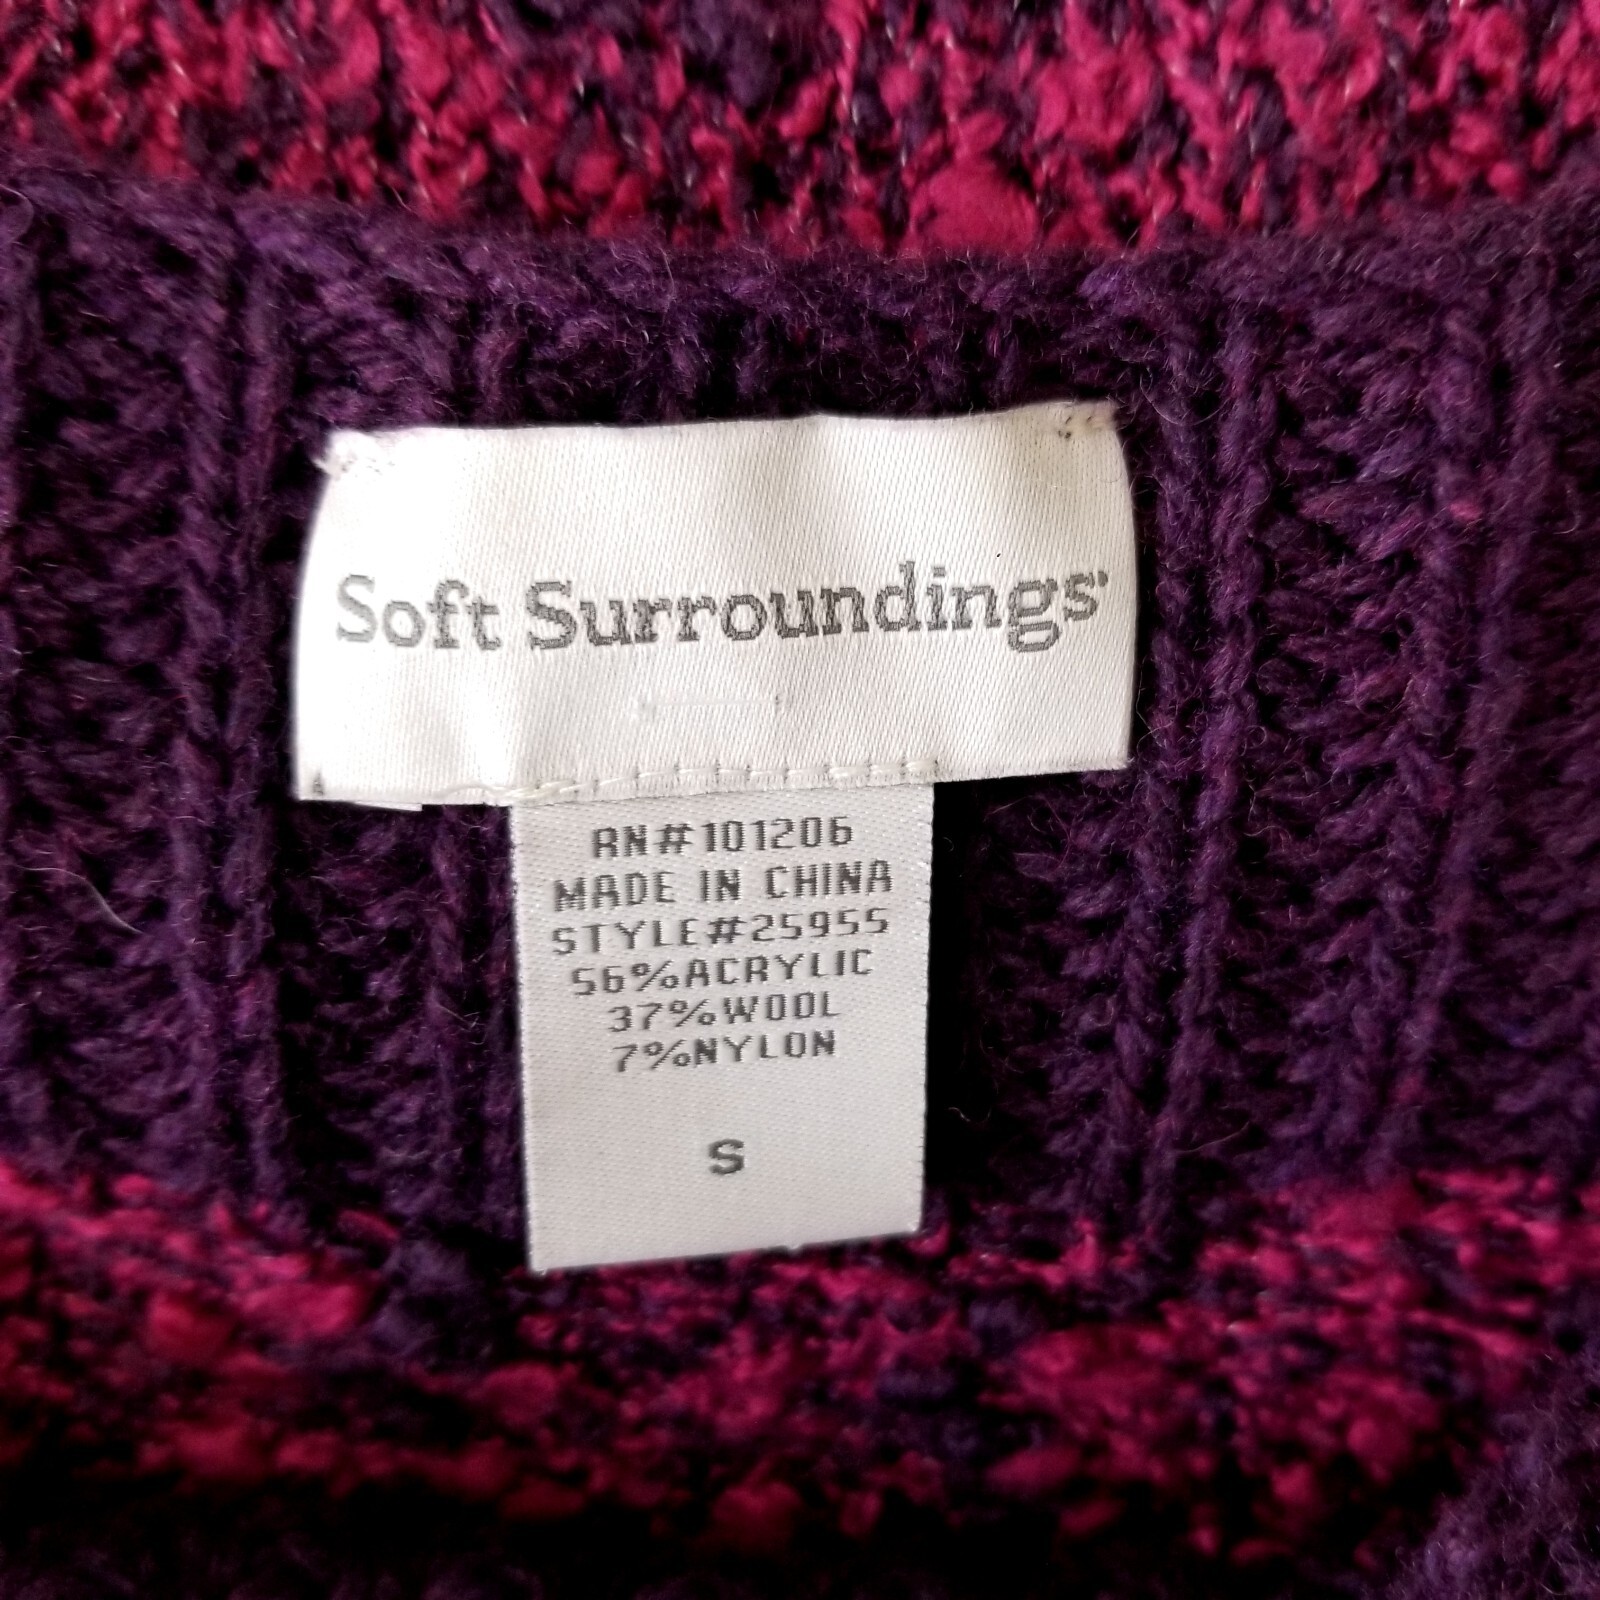 Soft Surroundings
RN#101206
MADE IN CHINA
STYLE#25955
56%ACRYLIC
37%WOOL
7%NYLON
S